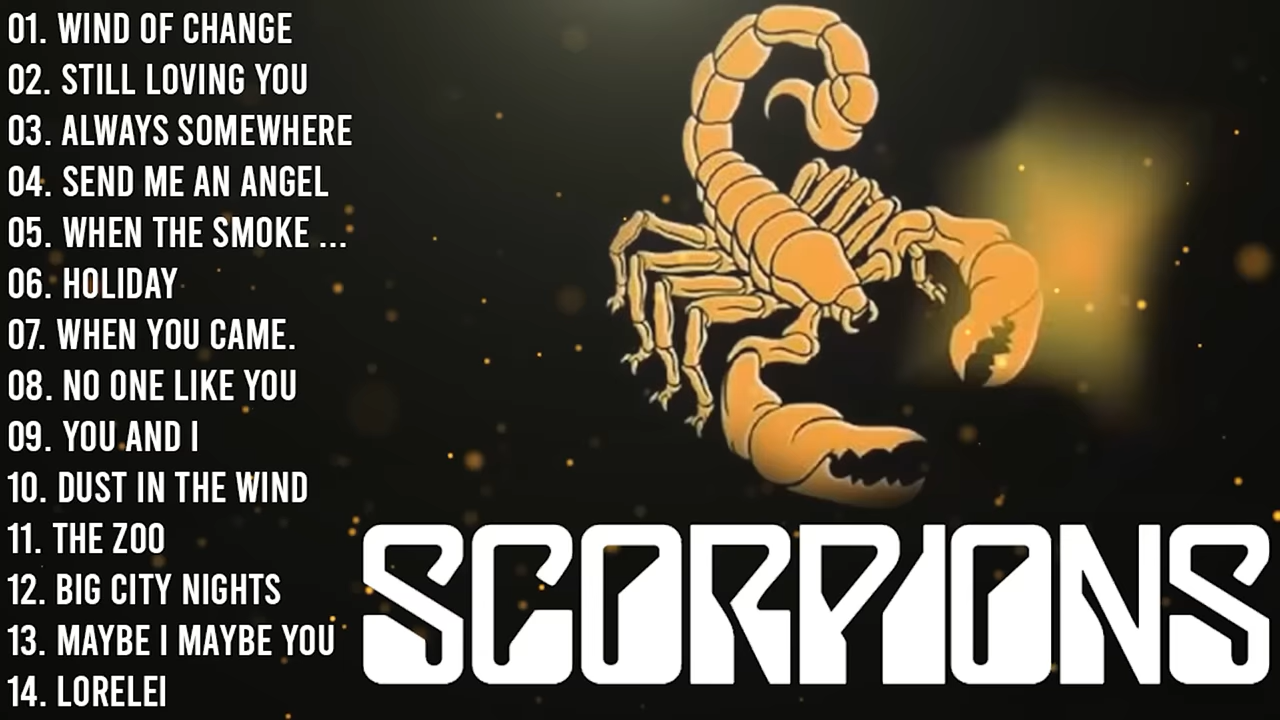 01. WIND OF CHANGE
02. STILL LOVING YOU
03. ALWAYS SOMEWHERE
04. SEND ME AN ANGEL
05. WHEN THE SMOKE ...
06. HOLIDAY
07. WHEN YOU CAME.
08. NO ONE LIKE YOU
09. YOU AND I
10. DUST IN THE WIND
11. THE ZOO
12. BIG CITY NIGHTS
13. MAYBE I MAYBE YOU
14. LORELEI
SCORPIONS